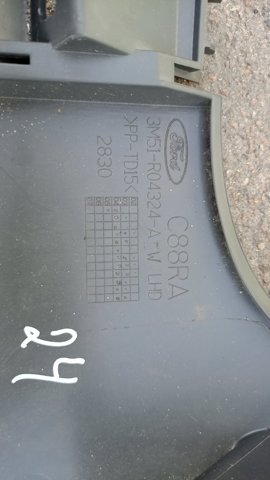 Ford
C88RA
3M51-R04324-A-W LHD
>PP-TD15<
2830
24